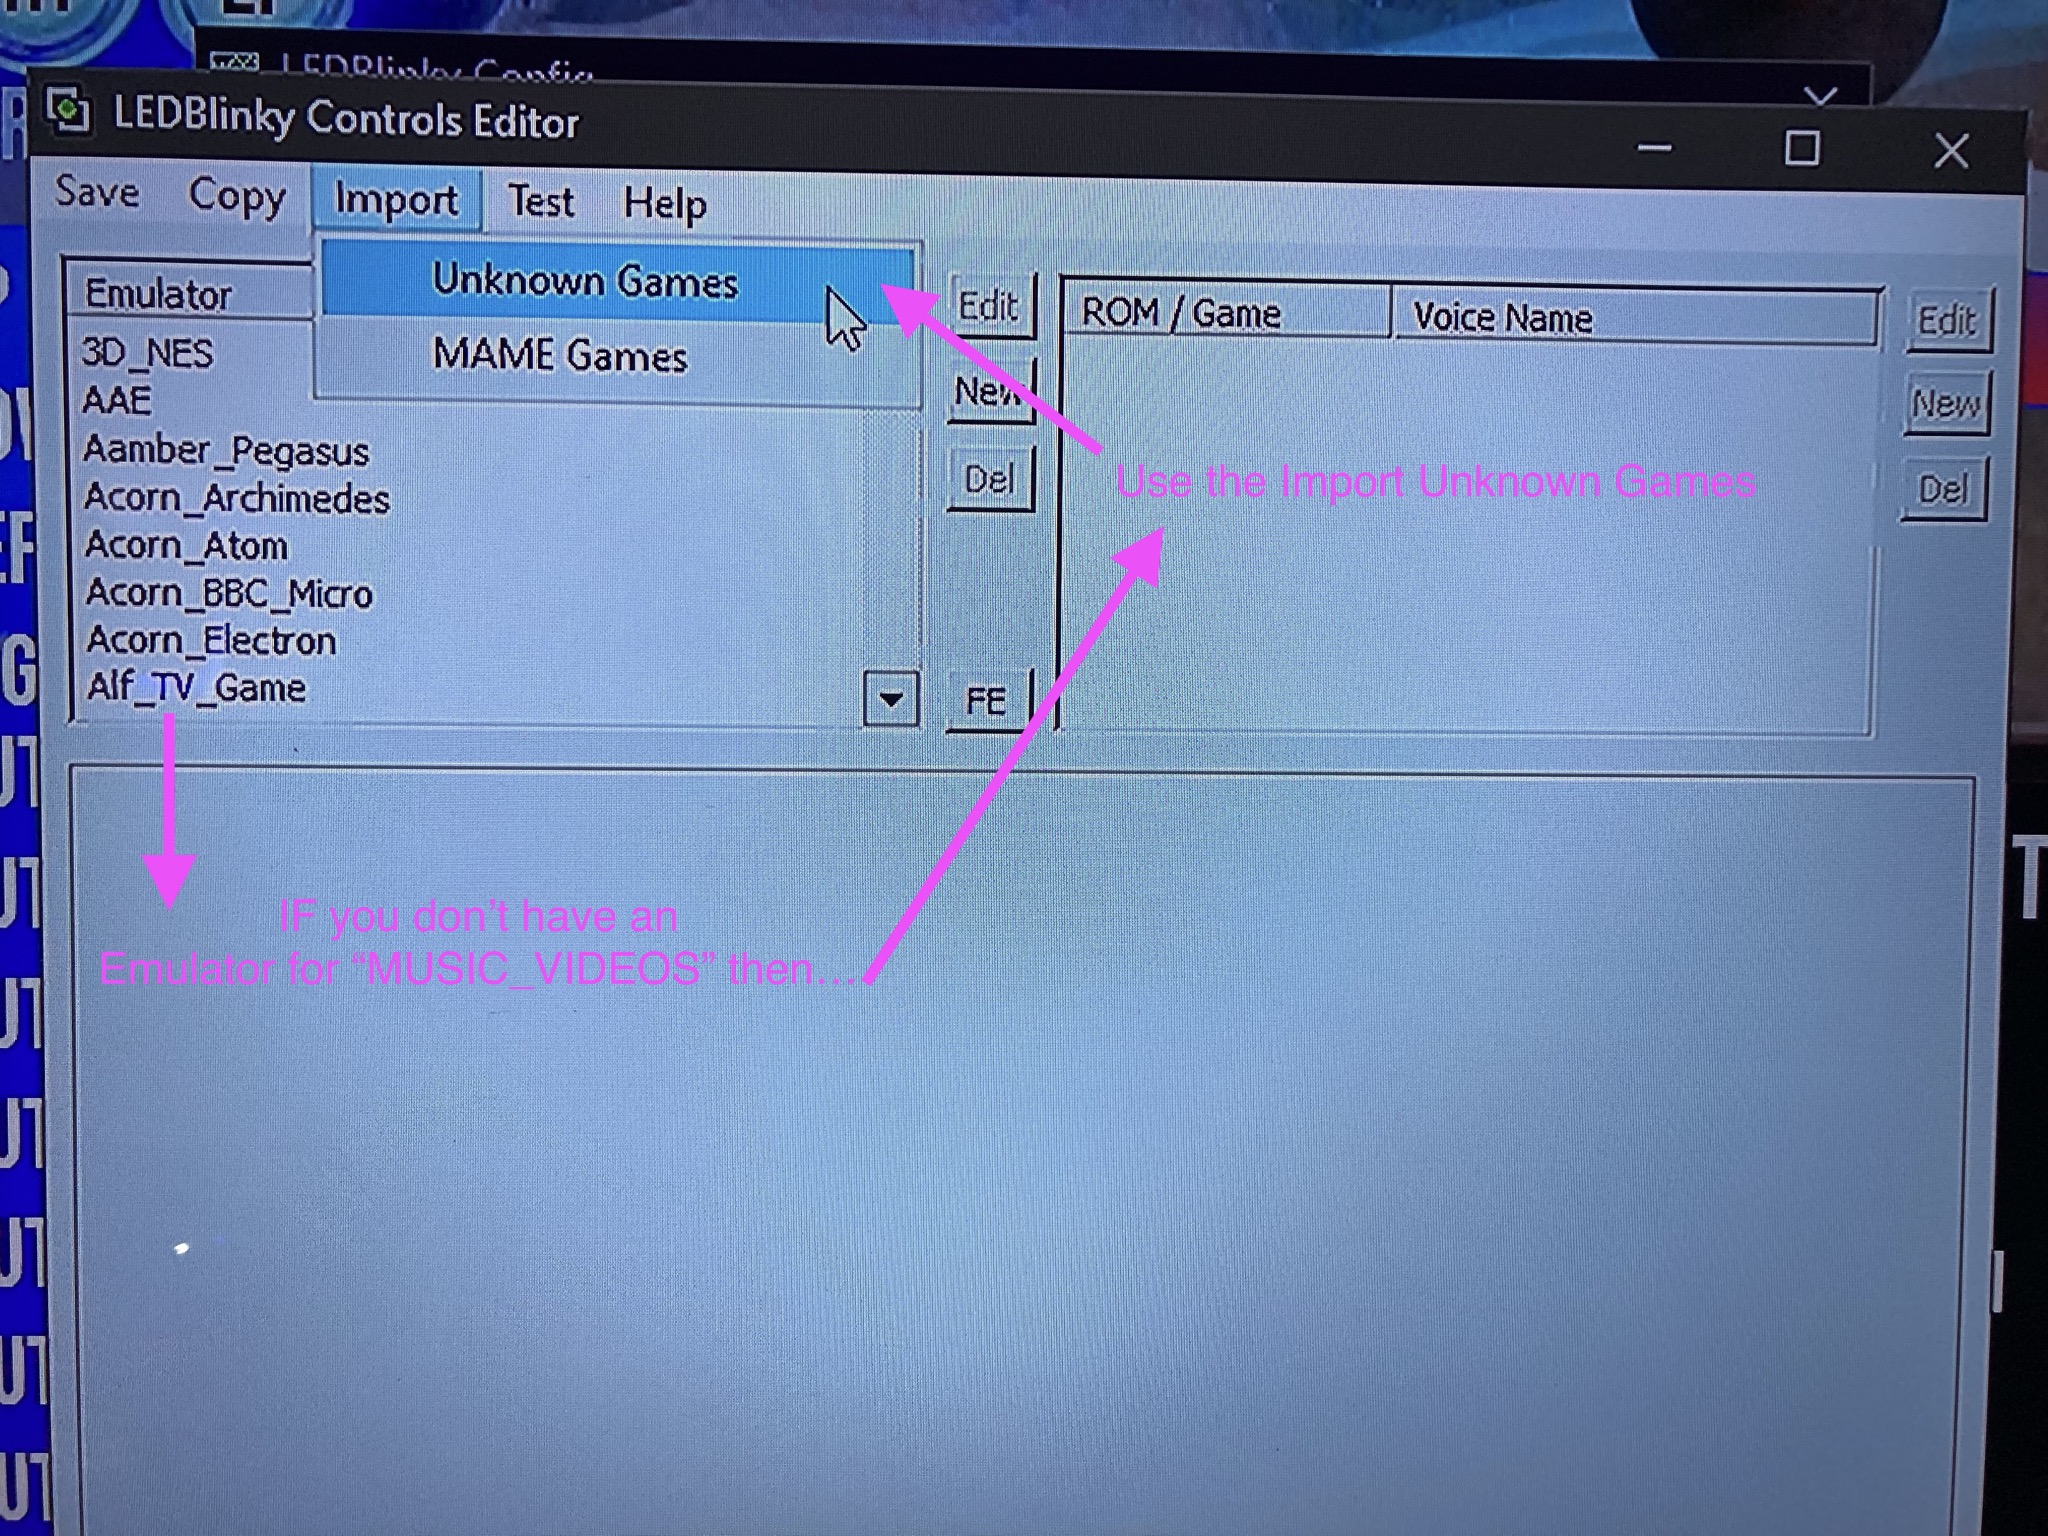 LEDBlinky Config
LEDBlinky Controls Editor
Save Copy Import Test Help
Unknown Games
MAME Games
Emulator
3D_NES
AAE
Aamber_Pegasus
Acorn_Archimedes
Acorn_Atom
Acorn_BBC_Micro
Acorn_Electron
Alf_TV_Game
Edit
New
Del
FE
ROM / Game Voice Name
Edit
New
Del
Use the Import Unknown Games
IF you don’t have an
Emulator for “MUSIC_VIDEOS” then…